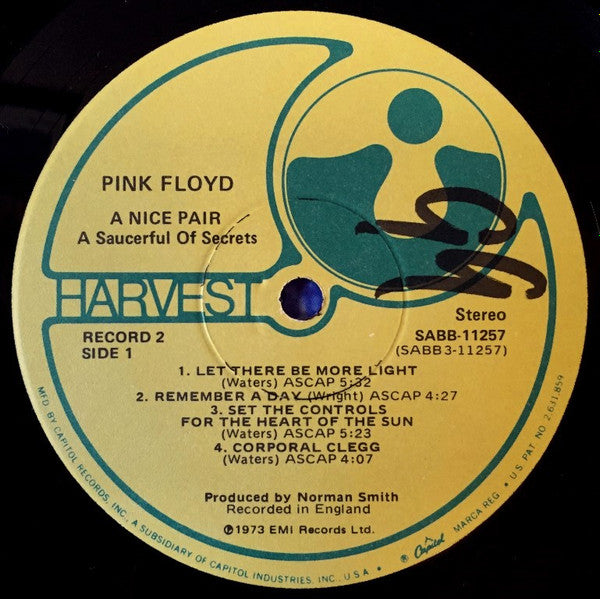 PINK FLOYD
A NICE PAIR
A Saucerful Of Secrets
HARVEST
RECORD 2
SIDE 1
Stereo
SABB-11257
(SABB 3-11257)
1. LET THERE BE MORE LIGHT
(Waters) ASCAP 5:32
2. REMEMBER A DAY (Wright) ASCAP 4:27
3. SET THE CONTROLS
FOR THE HEART OF THE SUN
(Waters) ASCAP 5:23
4. CORPORAL CLEGG
(Waters) ASCAP 4:07
Produced by Norman Smith
Recorded in England
℗1973 EMI Records Ltd.
MFD. BY CAPITOL RECORDS, INC., A SUBSIDIARY OF CAPITOL INDUSTRIES, INC., U.S.A. • ® Capitol MARCA REG. • U.S. PAT. NO. 2,631,859